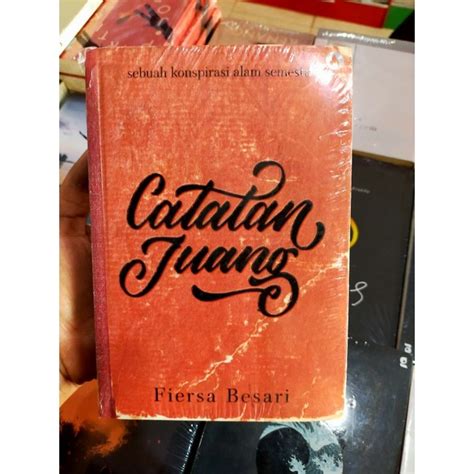 sebuah konspirasi alam semesta
Catatan
Juang
Fiersa Besari